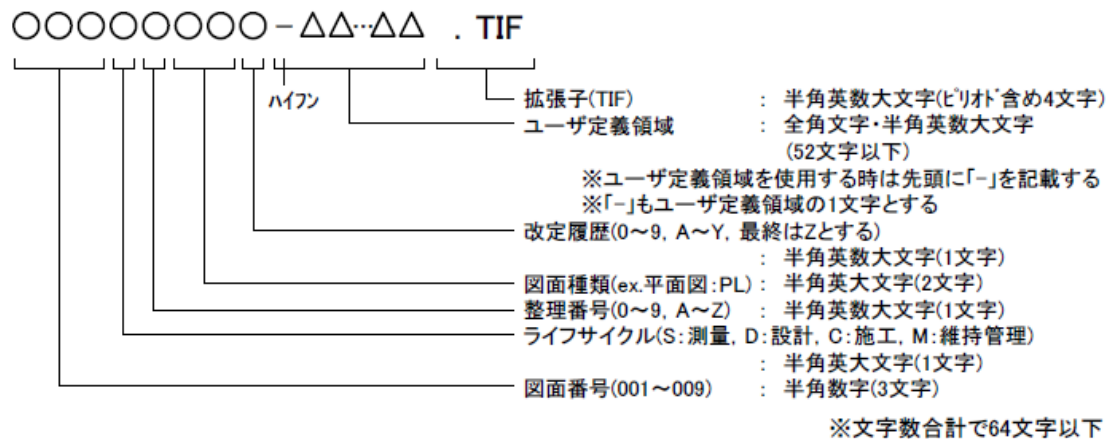 ○○○○○○○○-△△…△△ . TIF
ハイフン
拡張子(TIF) : 半角英数大文字(ピリオド含め4文字)
ユーザ定義領域 : 全角文字・半角英数大文字
(52文字以下)
※ユーザ定義領域を使用する時は先頭に「-」を記載する
※「-」もユーザ定義領域の1文字とする
改定履歴(0～9, A～Y, 最終はZとする)
: 半角英数大文字(1文字)
図面種類(ex.平面図:PL) : 半角英大文字(2文字)
整理番号(0～9, A～Z) : 半角英数大文字(1文字)
ライフサイクル(S:測量, D:設計, C:施工, M:維持管理)
: 半角英大文字(1文字)
図面番号(001～009) : 半角数字(3文字)
※文字数合計で64文字以下